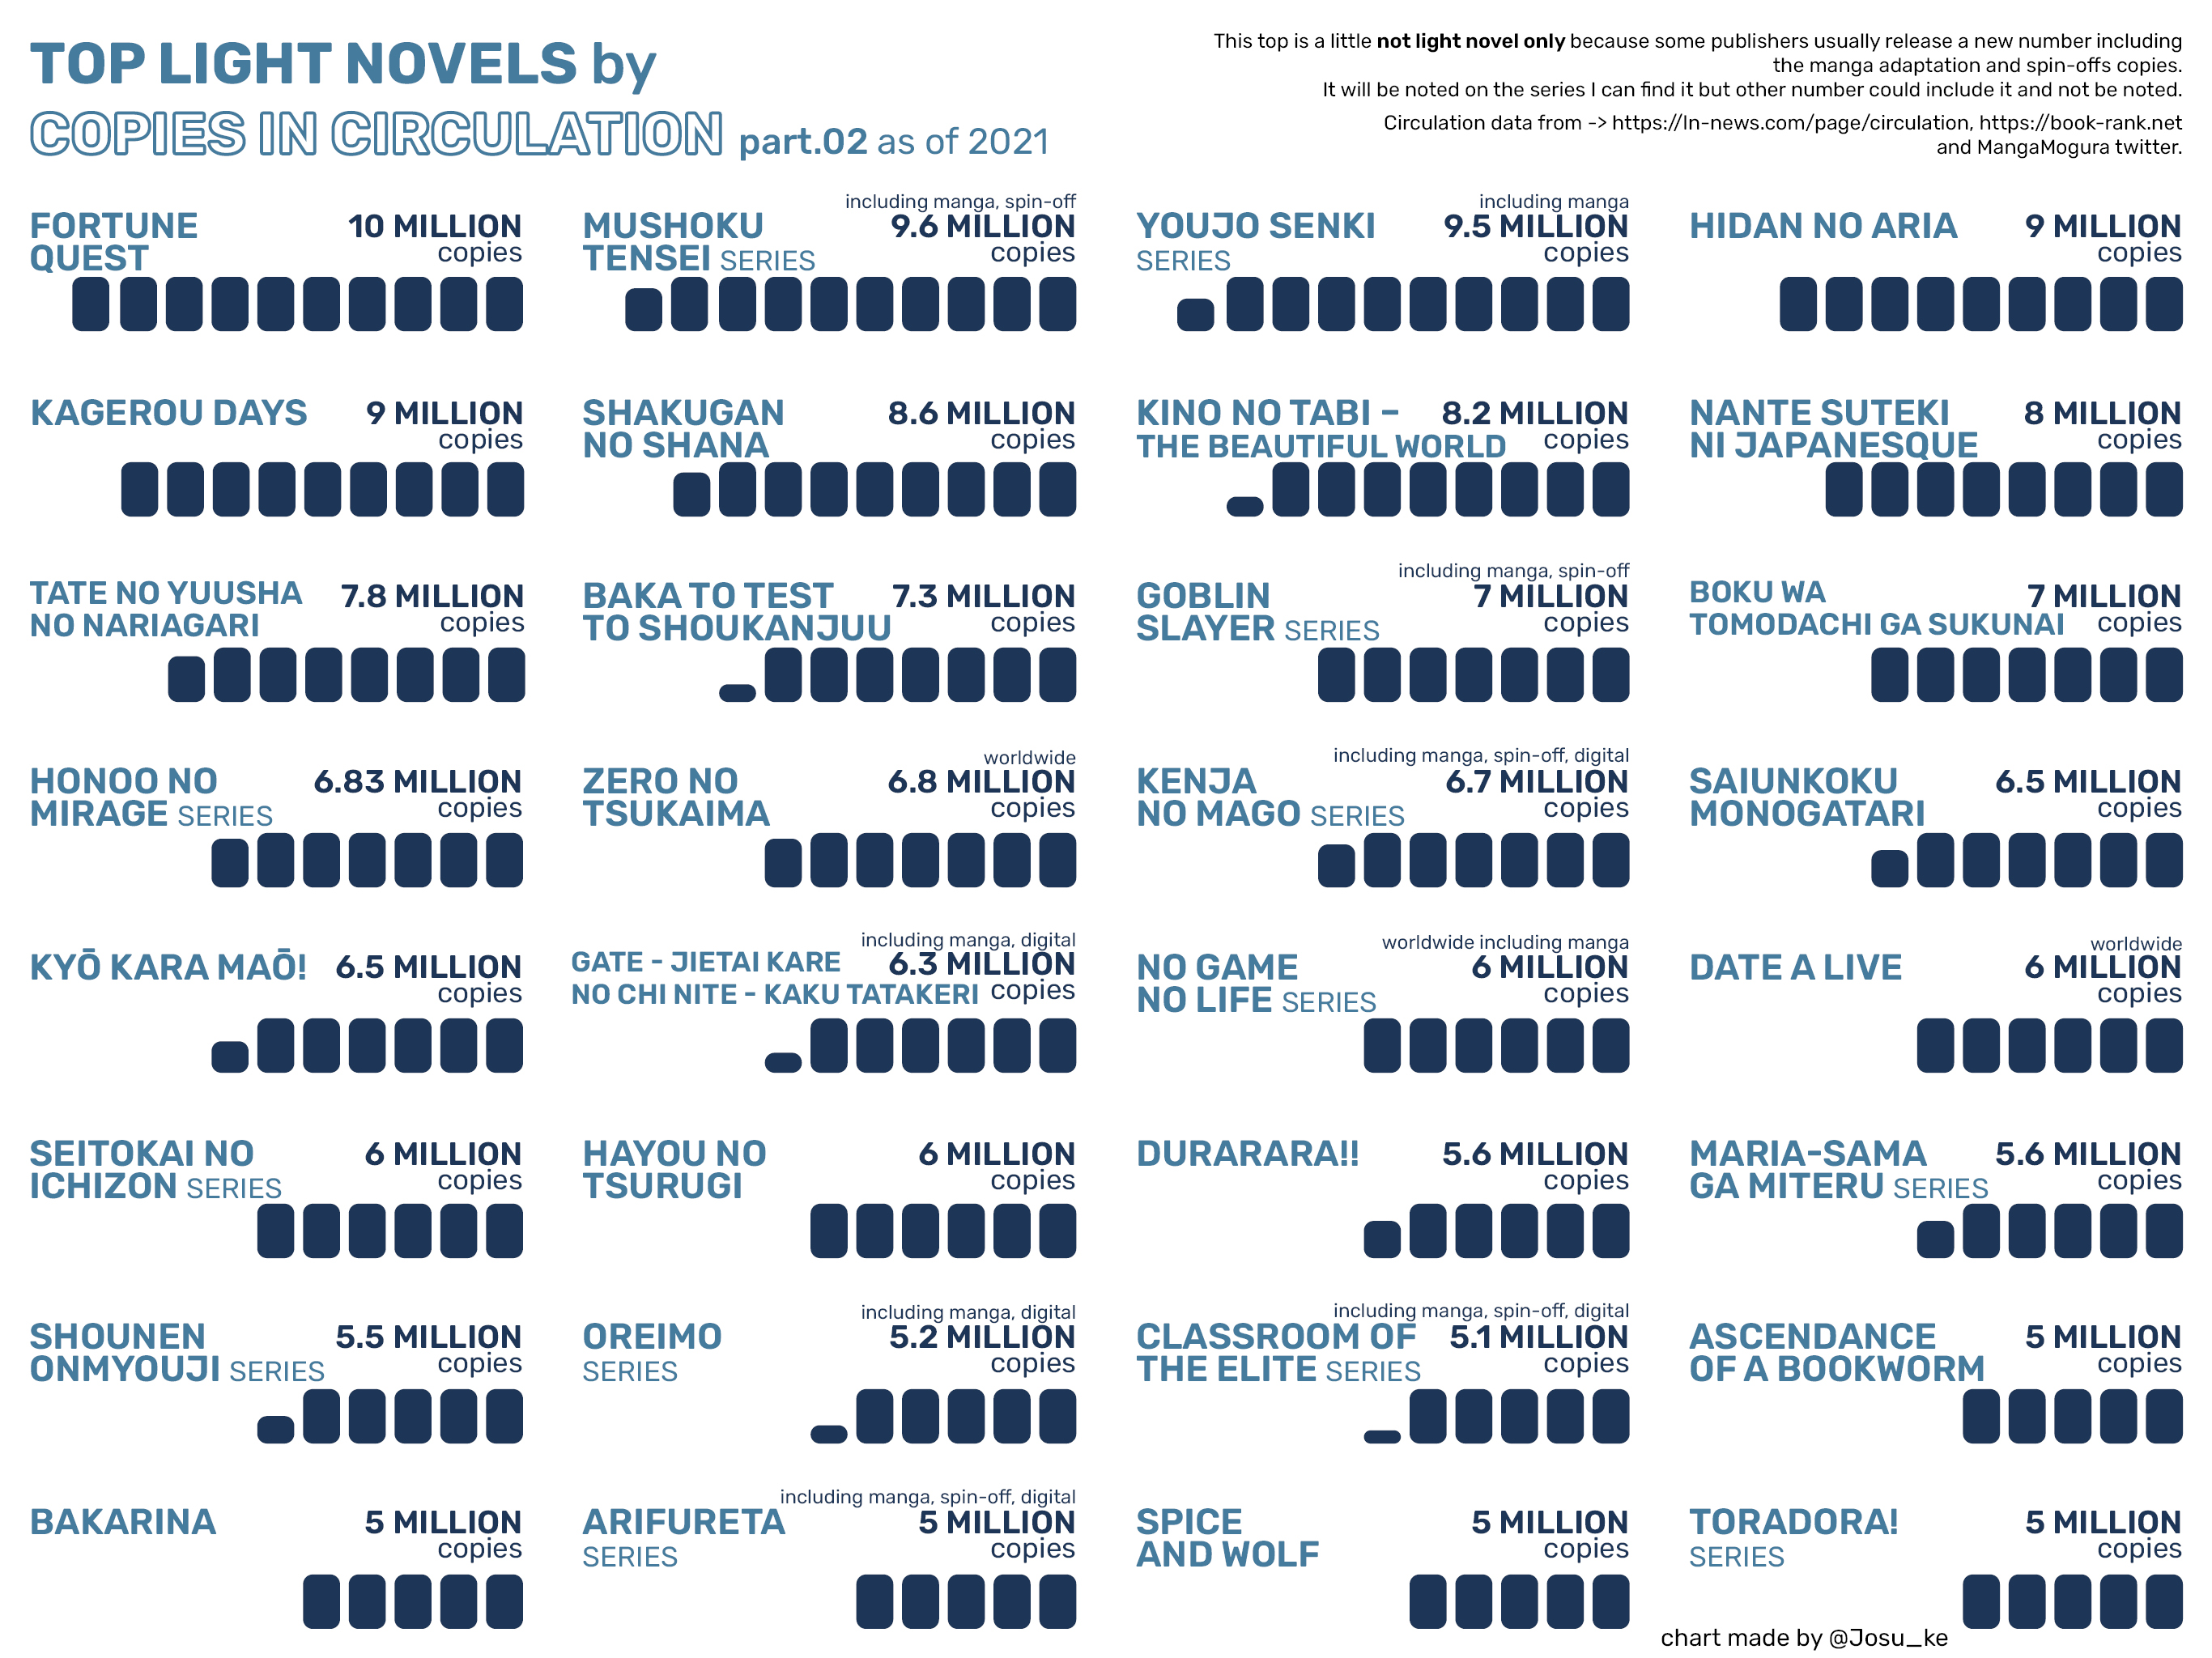 TOP LIGHT NOVELS by
COPIES IN CIRCULATION part.02 as of 2021
This top is a little not light novel only because some publishers usually release a new number including
the manga adaptation and spin-offs copies.
It will be noted on the series I can find it but other number could include it and not be noted.
Circulation data from -> https://ln-news.com/page/circulation, https://book-rank.net
and MangaMogura twitter.
FORTUNE
QUEST
10 MILLION
copies
including manga, spin-off
MUSHOKU
TENSEI SERIES
9.6 MILLION
copies
including manga
YOUJO SENKI
SERIES
9.5 MILLION
copies
HIDAN NO ARIA
9 MILLION
copies
KAGEROU DAYS
9 MILLION
copies
SHAKUGAN
NO SHANA
8.6 MILLION
copies
KINO NO TABI –
THE BEAUTIFUL WORLD
8.2 MILLION
copies
NANTE SUTEKI
NI JAPANESQUE
8 MILLION
copies
TATE NO YUUSHA
NO NARIAGARI
7.8 MILLION
copies
BAKA TO TEST
TO SHOUKANJUU
7.3 MILLION
copies
including manga, spin-off
GOBLIN
SLAYER SERIES
7 MILLION
copies
BOKU WA
TOMODACHI GA SUKUNAI
7 MILLION
copies
HONOO NO
MIRAGE SERIES
6.83 MILLION
copies
worldwide
ZERO NO
TSUKAIMA
6.8 MILLION
copies
including manga, spin-off, digital
KENJA
NO MAGO SERIES
6.7 MILLION
copies
SAIUNKOKU
MONOGATARI
6.5 MILLION
copies
KYŌ KARA MAŌ!
6.5 MILLION
copies
including manga, digital
GATE - JIETAI KARE
NO CHI NITE - KAKU TATAKERI
6.3 MILLION
copies
worldwide including manga
NO GAME
NO LIFE SERIES
6 MILLION
copies
worldwide
DATE A LIVE
6 MILLION
copies
SEITOKAI NO
ICHIZON SERIES
6 MILLION
copies
HAYOU NO
TSURUGI
6 MILLION
copies
DURARARA!!
5.6 MILLION
copies
MARIA-SAMA
GA MITERU SERIES
5.6 MILLION
copies
SHOUNEN
ONMYOUJI SERIES
5.5 MILLION
copies
including manga, digital
OREIMO
SERIES
5.2 MILLION
copies
including manga, spin-off, digital
CLASSROOM OF
THE ELITE SERIES
5.1 MILLION
copies
ASCENDANCE
OF A BOOKWORM
5 MILLION
copies
BAKARINA
5 MILLION
copies
including manga, spin-off, digital
ARIFURETA
SERIES
5 MILLION
copies
SPICE
AND WOLF
5 MILLION
copies
TORADORA!
SERIES
5 MILLION
copies
chart made by @Josu_ke